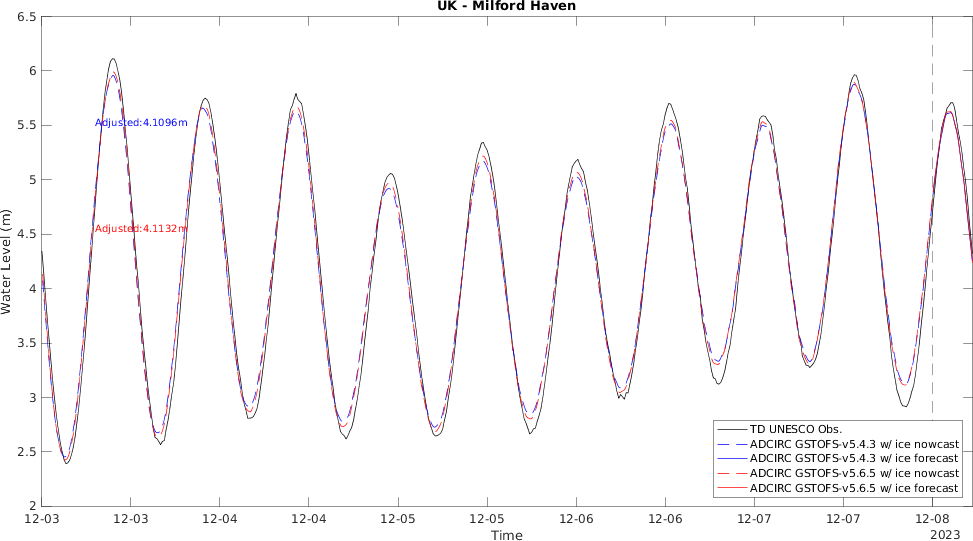 UK - Milford Haven
6.5
6
5.5
5
4.5
4
3.5
3
2.5
2
Water Level (m)
Adjusted:4.1096m
Adjusted:4.1132m
TD UNESCO Obs.
ADCIRC GSTOFS-v5.4.3 w/ ice nowcast
ADCIRC GSTOFS-v5.4.3 w/ ice forecast
ADCIRC GSTOFS-v5.6.5 w/ ice nowcast
ADCIRC GSTOFS-v5.6.5 w/ ice forecast
12-03 12-03 12-04 12-04 12-05 12-05 12-06 12-06 12-07 12-07 12-08
Time
2023